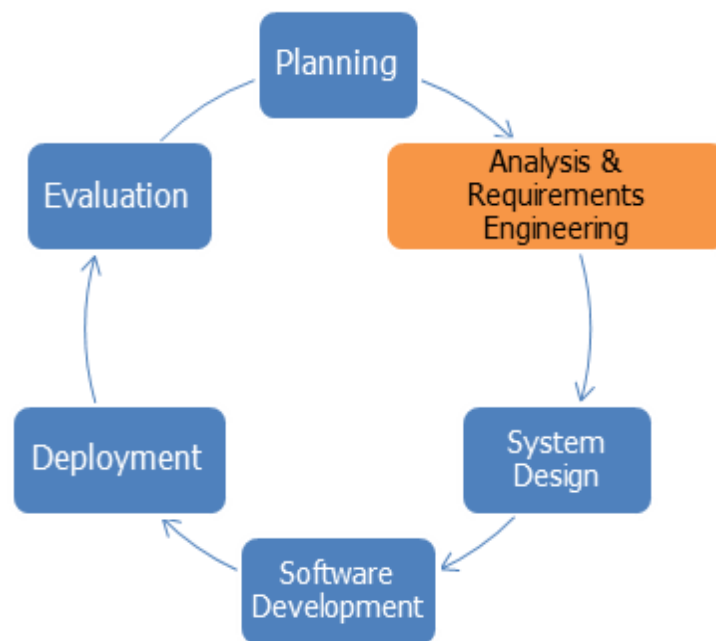 Planning
Analysis &
Requirements
Engineering
System
Design
Software
Development
Deployment
Evaluation